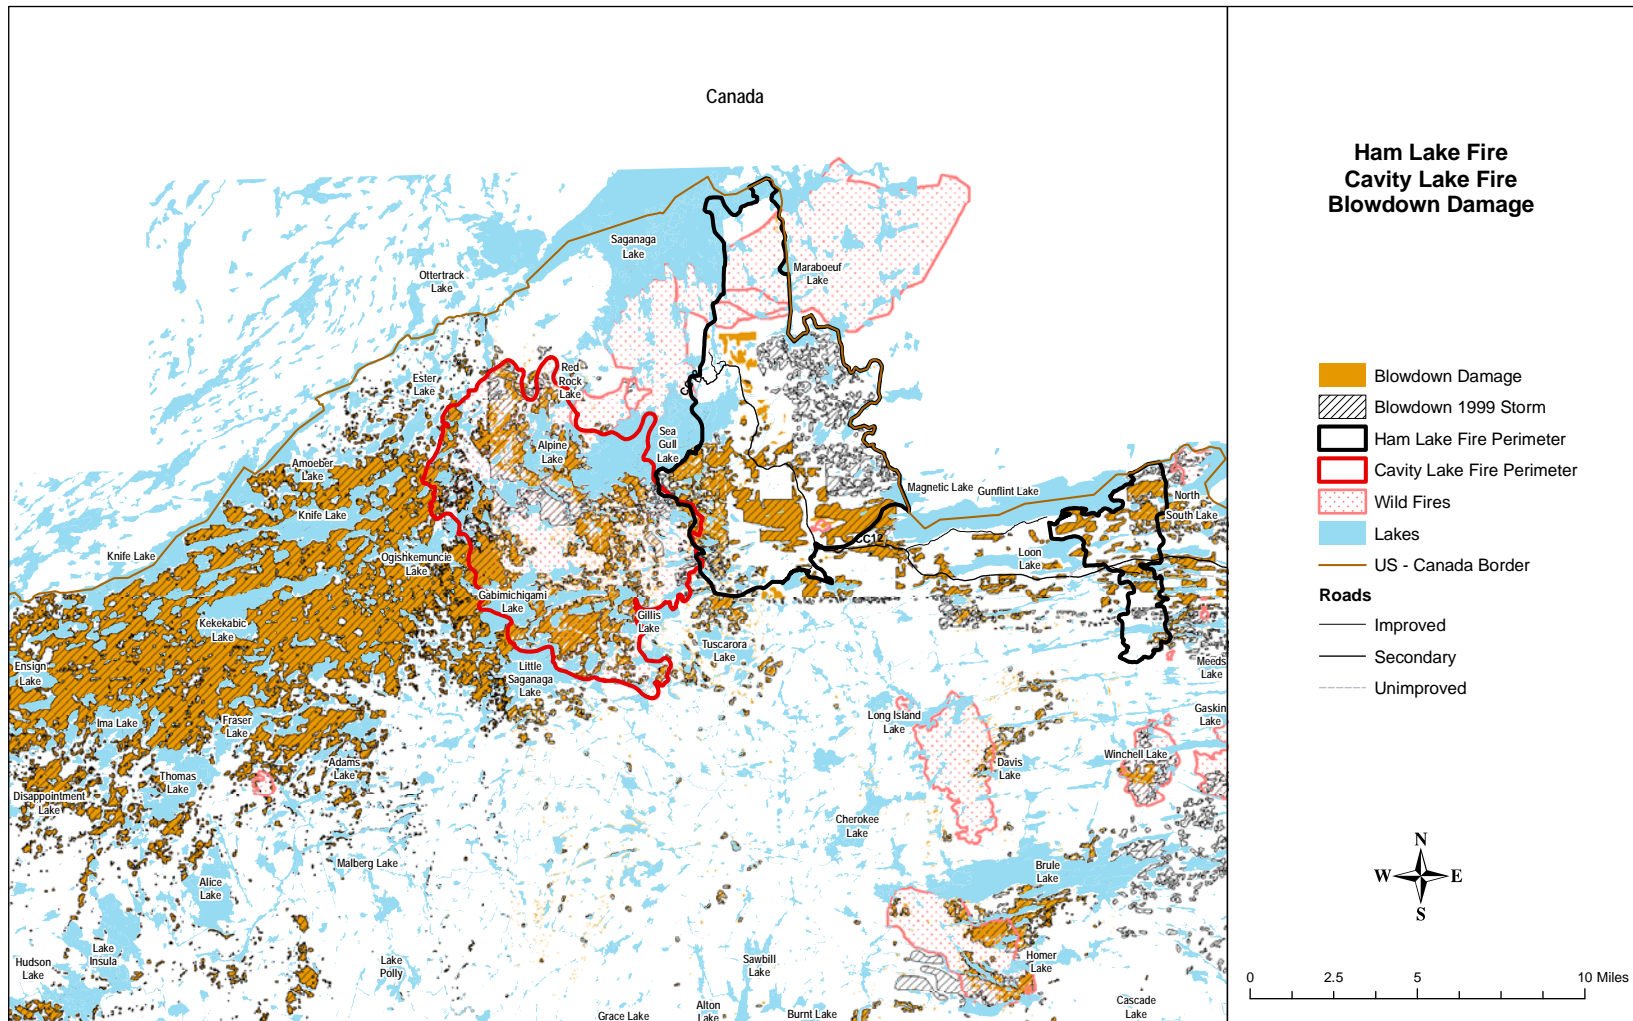 Canada
Ham Lake Fire
Cavity Lake Fire
Blowdown Damage
Saganaga
Lake
Maraboeuf
Lake
Ottertrack
Lake
Red
Rock
Lake
Ester
Lake
Sea
Gull
Lake
Alpine
Lake
Amoeber
Lake
Knife Lake
Magnetic Lake
Gunflint Lake
North
South Lake
Knife Lake
Ogishkemuncie
Lake
CC12
Loon
Lake
Gabimichigami
Lake
Gillis
Lake
Kekekabic
Lake
Tuscarora
Lake
Ensign
Lake
Little
Saganaga
Lake
Meeds
Lake
Ima Lake
Fraser
Lake
Long Island
Lake
Gaskin
Lake
Winchell Lake
Davis
Lake
Adams
Lake
Thomas
Lake
Disappointment
Lake
Cherokee
Lake
Malberg Lake
Brule
Lake
Alice
Lake
Lake
Insula
Hudson
Lake
Lake
Polly
Sawbill
Lake
Homer
Lake
Grace Lake
Alton
Lake
Burnt Lake
Cascade
Lake
Blowdown Damage
Blowdown 1999 Storm
Ham Lake Fire Perimeter
Cavity Lake Fire Perimeter
Wild Fires
Lakes
US - Canada Border
Roads
Improved
Secondary
Unimproved
N
W E
S
0 2.5 5 10 Miles